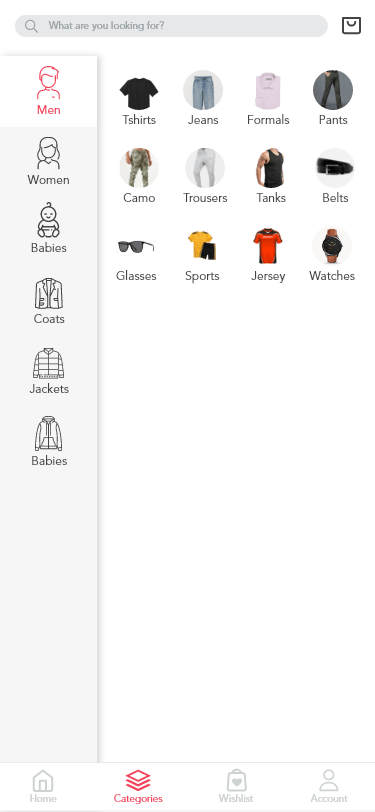 What are you looking for?
Men
Women
Babies
Coats
Jackets
Babies
Tshirts Jeans Formals Pants
Camo Trousers Tanks Belts
Glasses Sports Jersey Watches
Home Categories Wishlist Account